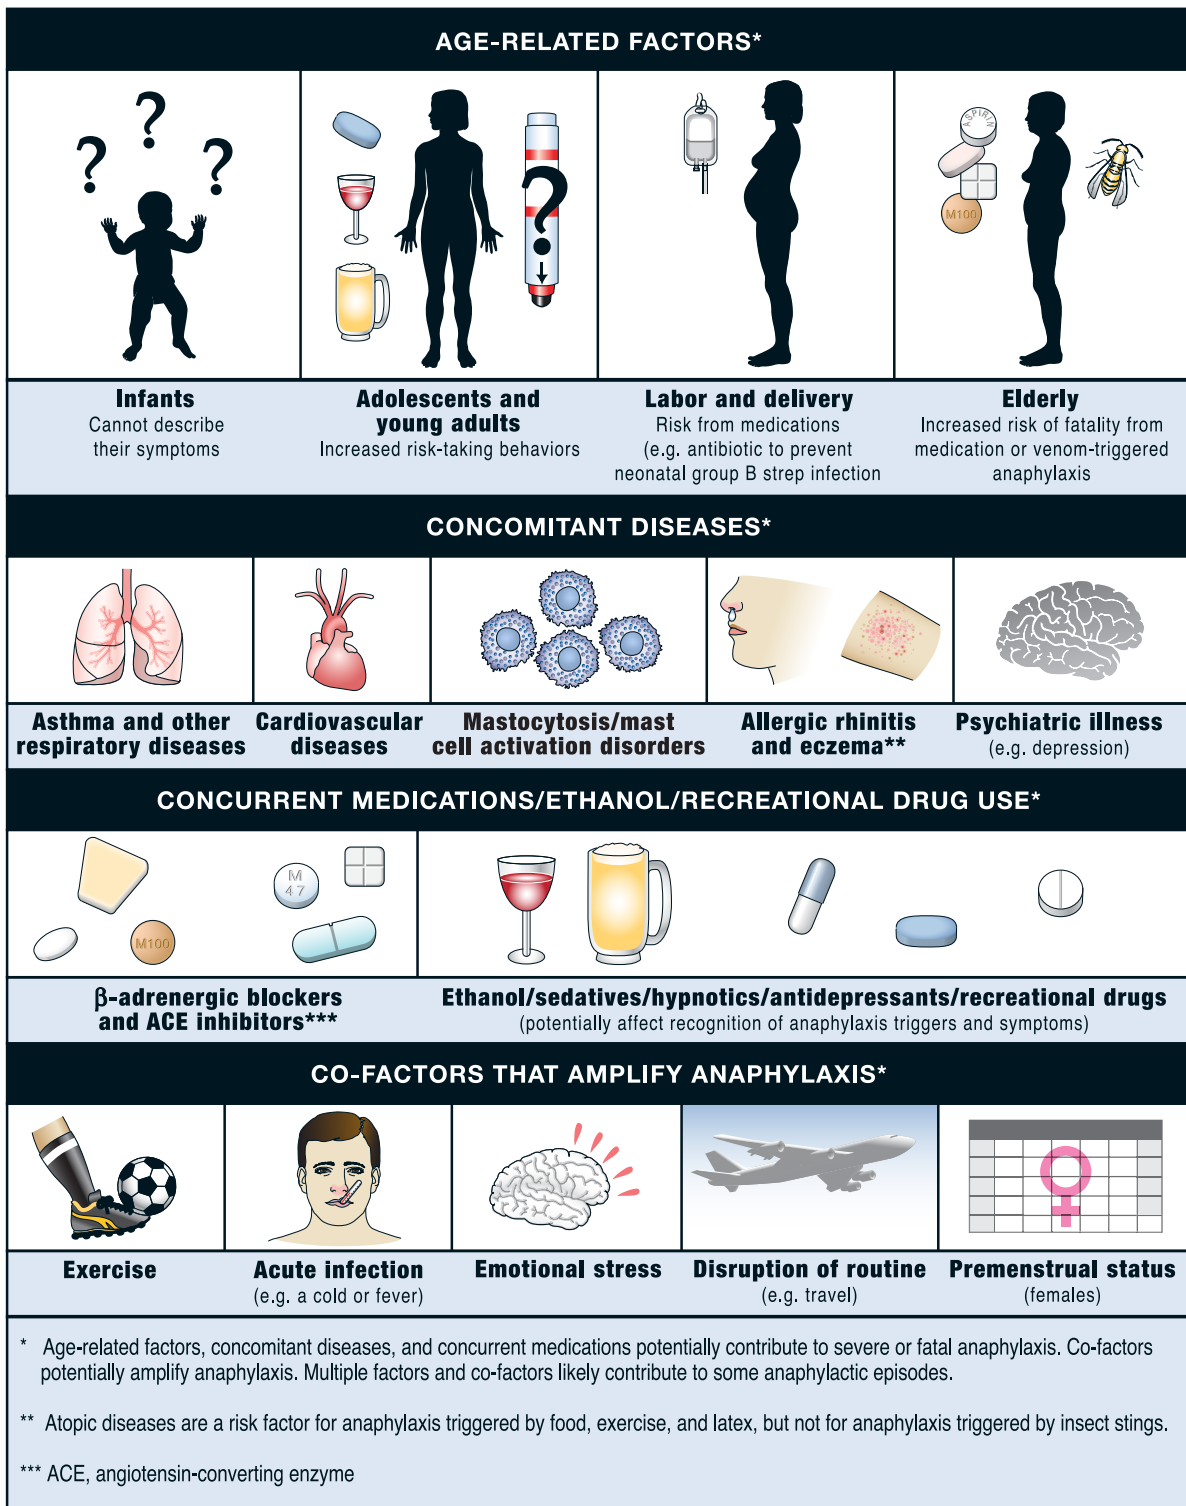 AGE-RELATED FACTORS*
?
?
?
?
ASPIRIN
M100
Infants
Cannot describe
their symptoms
Adolescents and
young adults
Increased risk-taking behaviors
Labor and delivery
Risk from medications
(e.g. antibiotic to prevent
neonatal group B strep infection
Elderly
Increased risk of fatality from
medication or venom-triggered
anaphylaxis
CONCOMITANT DISEASES*
Asthma and other
respiratory diseases
Cardiovascular
diseases
Mastocytosis/mast
cell activation disorders
Allergic rhinitis
and eczema**
Psychiatric illness
(e.g. depression)
CONCURRENT MEDICATIONS/ETHANOL/RECREATIONAL DRUG USE*
M
47
M100
β-adrenergic blockers
and ACE inhibitors***
Ethanol/sedatives/hypnotics/antidepressants/recreational drugs
(potentially affect recognition of anaphylaxis triggers and symptoms)
CO-FACTORS THAT AMPLIFY ANAPHYLAXIS*
Exercise
Acute infection
(e.g. a cold or fever)
Emotional stress
Disruption of routine
(e.g. travel)
Premenstrual status
(females)
* Age-related factors, concomitant diseases, and concurrent medications potentially contribute to severe or fatal anaphylaxis. Co-factors
potentially amplify anaphylaxis. Multiple factors and co-factors likely contribute to some anaphylactic episodes.
** Atopic diseases are a risk factor for anaphylaxis triggered by food, exercise, and latex, but not for anaphylaxis triggered by insect stings.
*** ACE, angiotensin-converting enzyme